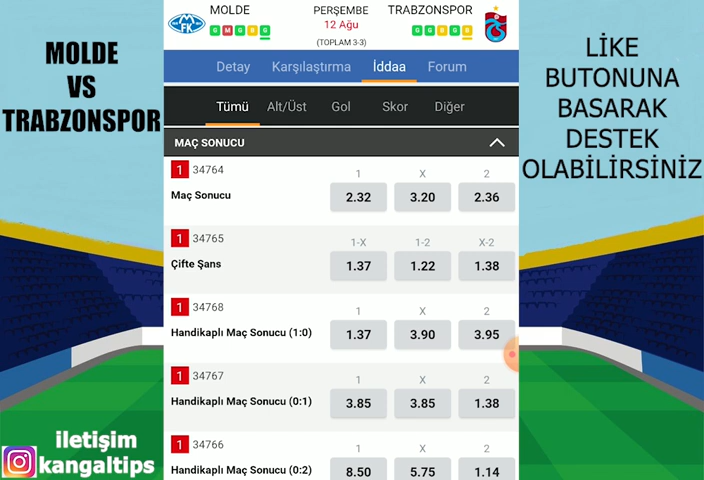 MOLDE
VS
TRABZONSPOR
iletişim
kangaltips
MOLDE
G M G B G
PERŞEMBE
12 Ağu
(TOPLAM 3-3)
TRABZONSPOR
G G G B B
Detay Karşılaştırma İddaa Forum
Tümü Alt/Üst Gol Skor Diğer
MAÇ SONUCU
1 34764
Maç Sonucu
1 X 2
2.32 3.20 2.36
1 34765
Çifte Şans
1-X 1-2 X-2
1.37 1.22 1.38
1 34768
Handikaplı Maç Sonucu (1:0)
1 X 2
1.37 3.90 3.95
1 34767
Handikaplı Maç Sonucu (0:1)
1 X 2
3.85 3.85 1.38
1 34766
Handikaplı Maç Sonucu (0:2)
1 X 2
8.50 5.75 1.14
LİKE
BUTONUNA
BASARAK
DESTEK
OLABİLİRSİNİZ